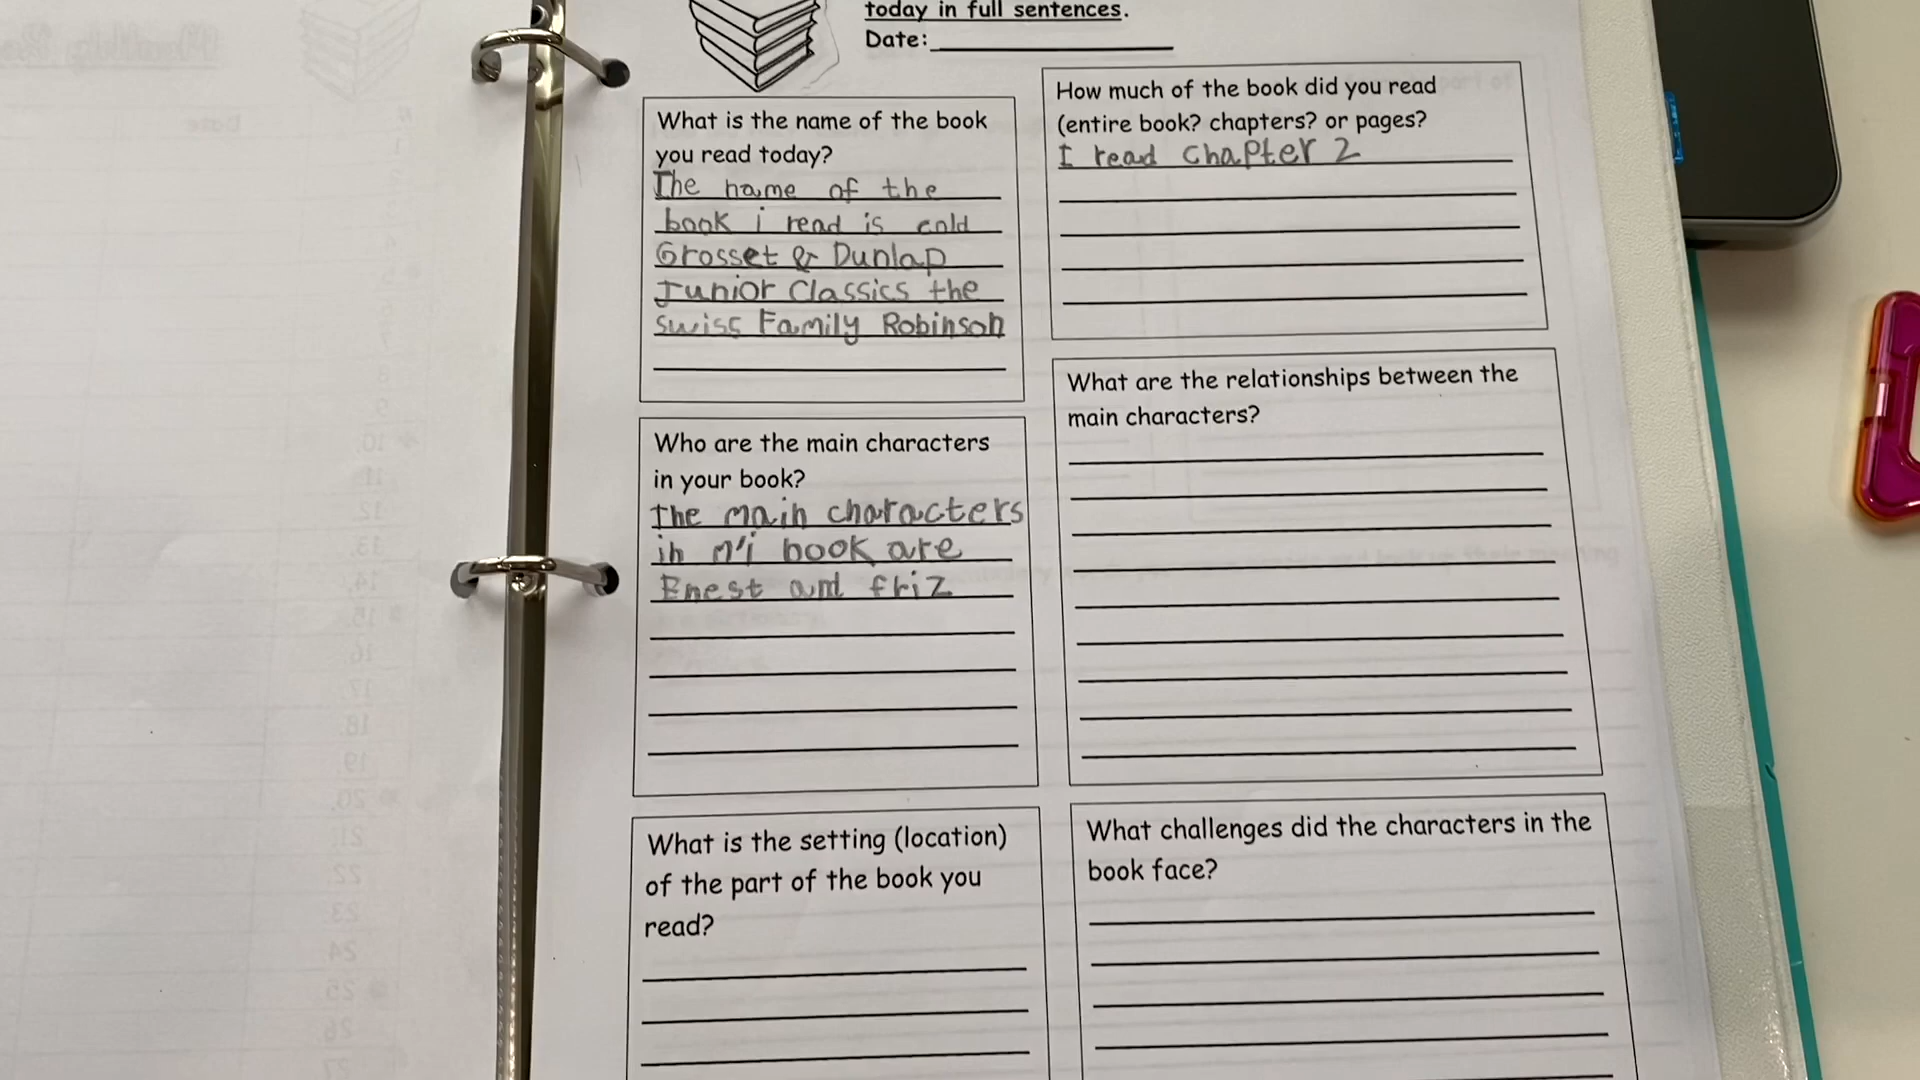 today in full sentences.
Date:
What is the name of the book
you read today?
The name of the
book i read is cold
Grosset & Dunlap
Junior Classics the
swiss Family Robinson
How much of the book did you read
(entire book? chapters? or pages?
I read chapter 2
Who are the main characters
in your book?
The main characters
in m'i book are
Enest and friz
What are the relationships between the
main characters?
What is the setting (location)
of the part of the book you
read?
What challenges did the characters in the
book face?